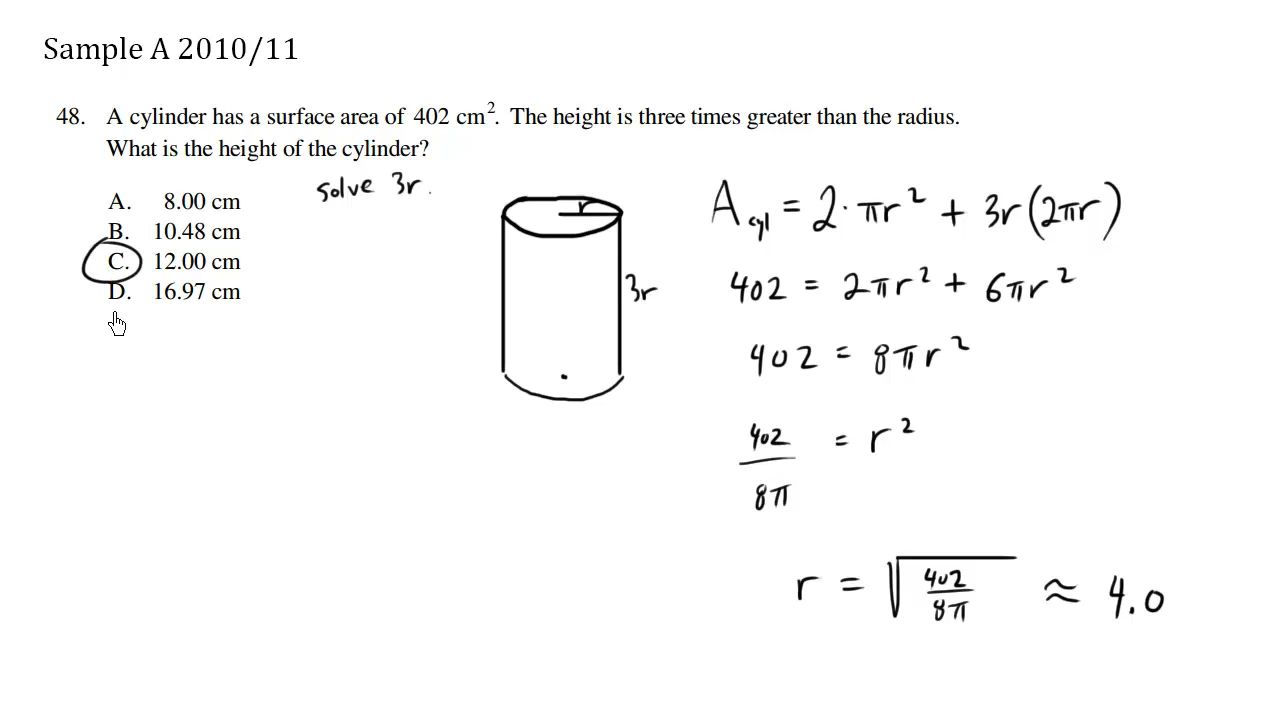 Sample A 2010/11
48. A cylinder has a surface area of 402 cm². The height is three times greater than the radius.
What is the height of the cylinder?
solve 3r.
A. 8.00 cm
B. 10.48 cm
C. 12.00 cm
D. 16.97 cm
r
3r
A cyl = 2·πr² + 3r(2πr)
402 = 2πr² + 6πr²
402 = 8πr²
402/8π = r²
r = √(402/8π) ≈ 4.0